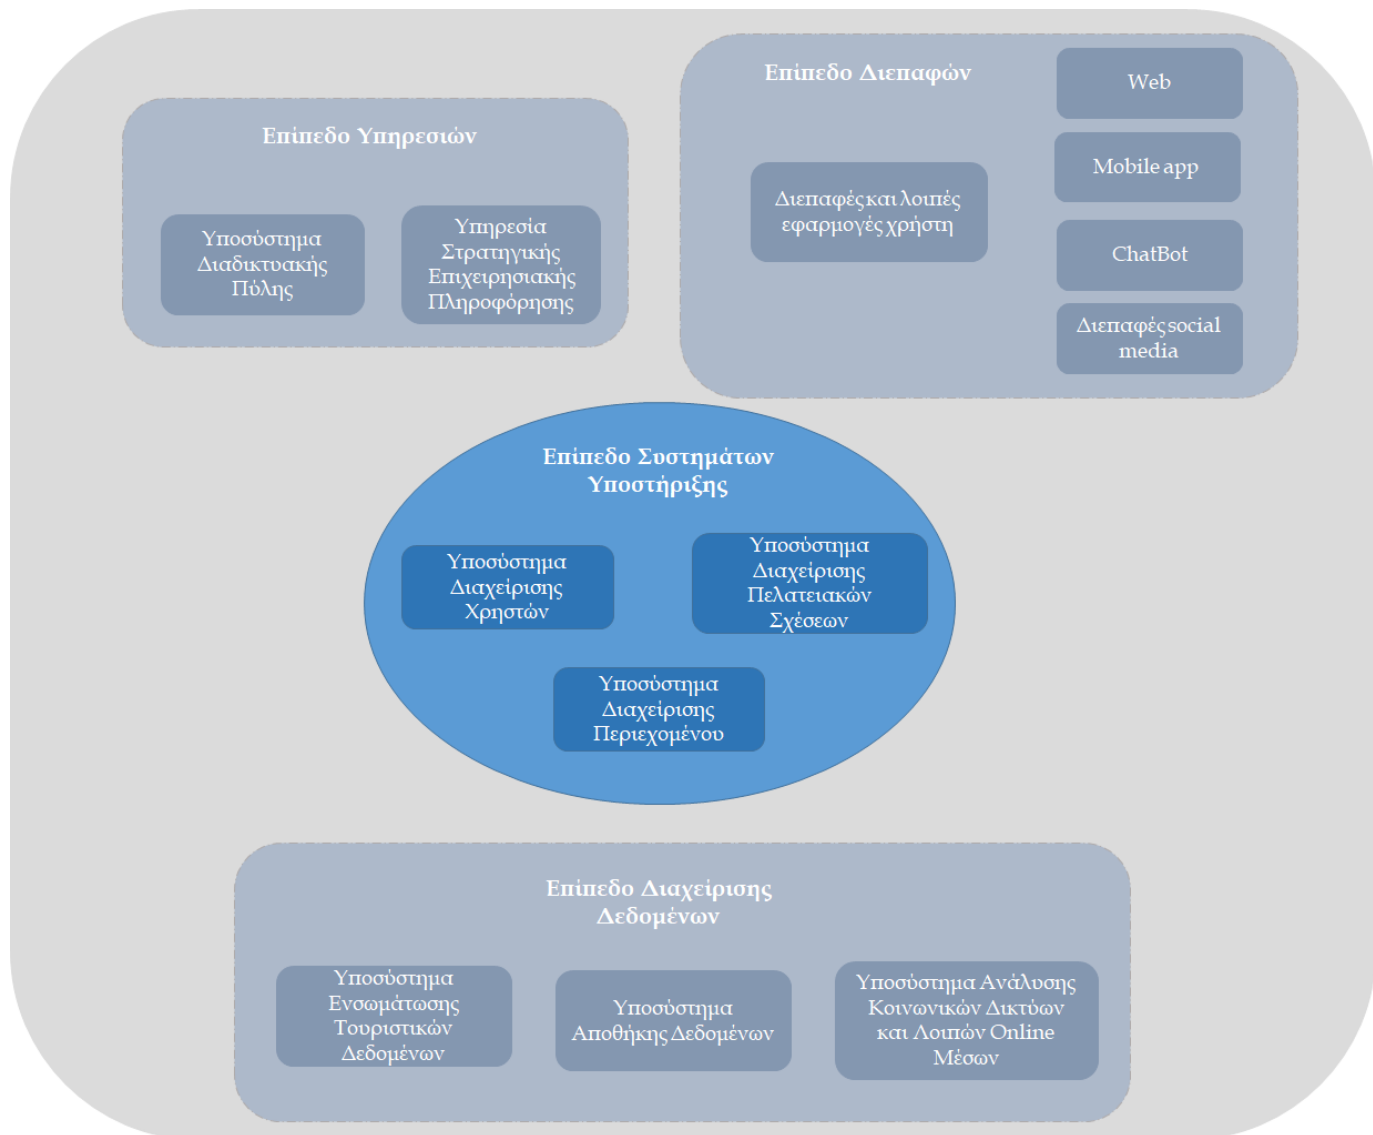 Επίπεδο Υπηρεσιών
Υποσύστημα
Διαδικτυακής
Πύλης
Υπηρεσία
Στρατηγικής
Επιχειρησιακής
Πληροφόρησης
Επίπεδο Διεπαφών
Διεπαφές και λοιπές
εφαρμογές χρήστη
Web
Mobile app
ChatBot
Διεπαφές social
media
Επίπεδο Συστημάτων
Υποστήριξης
Υποσύστημα
Διαχείρισης
Χρηστών
Υποσύστημα
Διαχείρισης
Πελατειακών
Σχέσεων
Υποσύστημα
Διαχείρισης
Περιεχομένου
Επίπεδο Διαχείρισης
Δεδομένων
Υποσύστημα
Ενσωμάτωσης
Τουριστικών
Δεδομένων
Υποσύστημα
Αποθήκης Δεδομένων
Υποσύστημα Ανάλυσης
Κοινωνικών Δικτύων
και Λοιπών Online
Μέσων